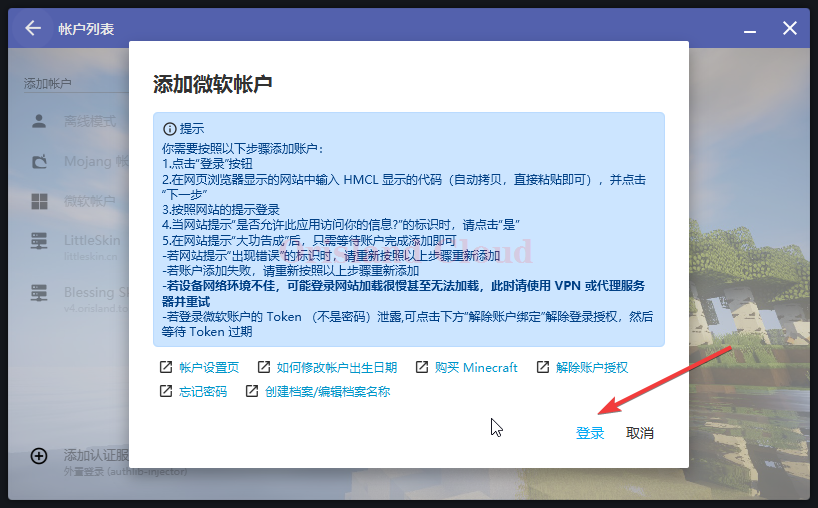 帐户列表
添加帐户
离线模式
Mojang 帐
微软帐户
LittleSkin
littleskin.cn
Blessing S
v4.onsland.to
添加认证服
外置登录 (authlib-injector)
添加微软帐户
提示
你需要按照以下步骤添加账户：
1.点击“登录”按钮
2.在网页浏览器显示的网站中输入 HMCL 显示的代码（自动拷贝，直接粘贴即可），并点击
“下一步”
3.按照网站的提示登录
4.当网站提示“是否允许此应用访问你的信息?”的标识时，请点击“是”
5.在网站提示“大功告成”后，只需等待账户完成添加即可
-若网站提示“出现错误”的标识时，请重新按照以上步骤重新添加
-若账户添加失败，请重新按照以上步骤重新添加
-若设备网络环境不佳，可能登录网站加载很慢甚至无法加载，此时请使用 VPN 或代理服务
器并重试
-若登录微软账户的 Token （不是密码）泄露,可点击下方“解除账户绑定”解除登录授权，然后
等待 Token 过期
帐户设置页 如何修改帐户出生日期 购买 Minecraft 解除账户授权
忘记密码 创建档案/编辑档案名称
登录 取消